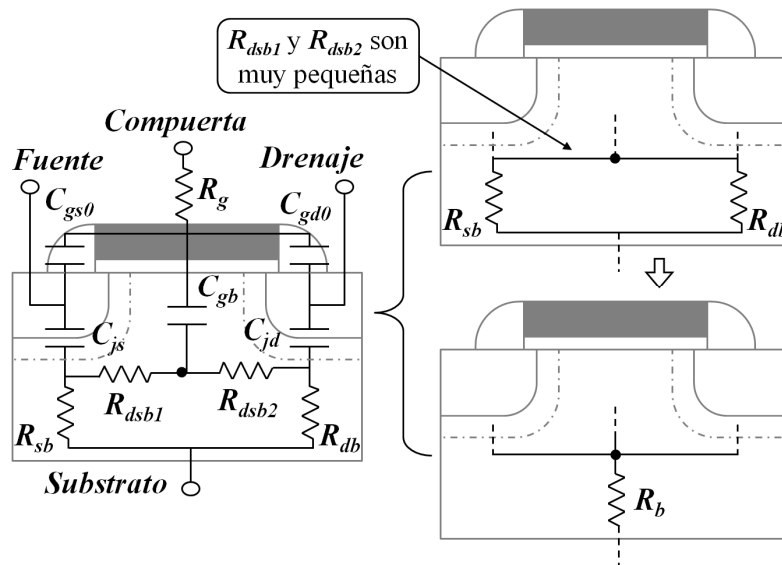 R_dsb1 y R_dsb2 son
muy pequeñas
Compuerta
Fuente
Drenaje
C_gs0
R_g
C_gd0
R_sb
R_db
C_gb
C_js
C_jd
R_dsb1
R_dsb2
R_sb
R_db
Substrato
R_b